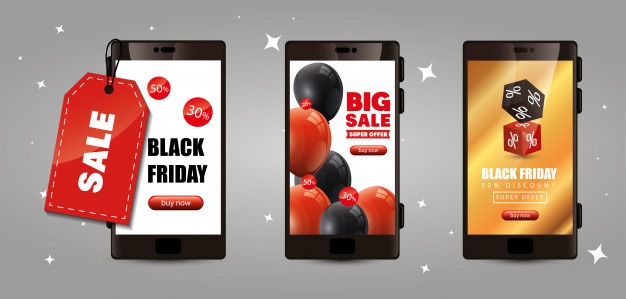 SALE
50%
30%
BLACK
FRIDAY
buy now
BIG
SALE
SUPER OFFER
buy now
50%
30%
%
%
%
%
BLACK FRIDAY
50% DISCOUNT
SUPER OFFER
buy now